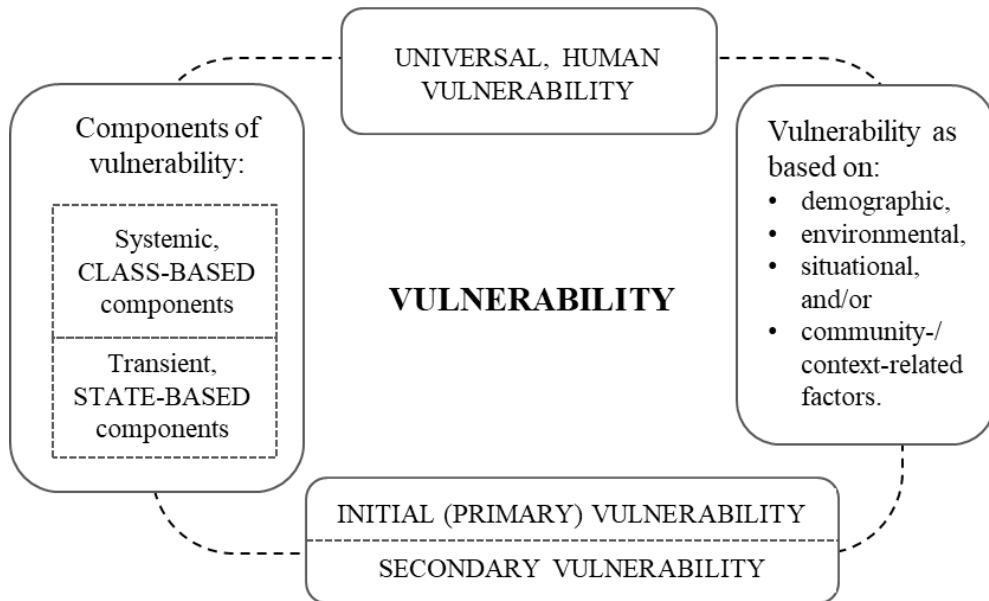 UNIVERSAL, HUMAN
VULNERABILITY
Components of
vulnerability:
Systemic,
CLASS-BASED
components
Transient,
STATE-BASED
components
VULNERABILITY
Vulnerability as
based on:
• demographic,
• environmental,
• situational,
and/or
• community-/
context-related
factors.
INITIAL (PRIMARY) VULNERABILITY
SECONDARY VULNERABILITY